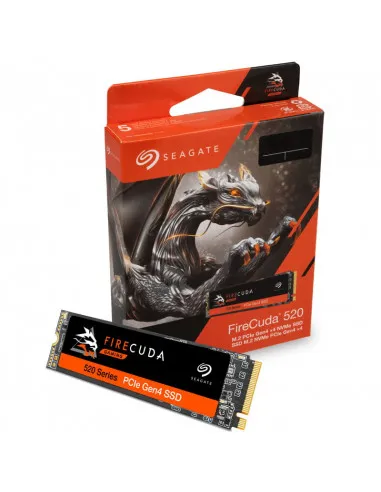 5
SEAGATE
FireCuda 520
M.2 PCIe Gen4 ×4 NVMe SSD
SSD M.2 NVMe PCIe Gen4 ×4
FIRECUDA
GAMING
520 Series PCIe Gen4 SSD
SEAGATE